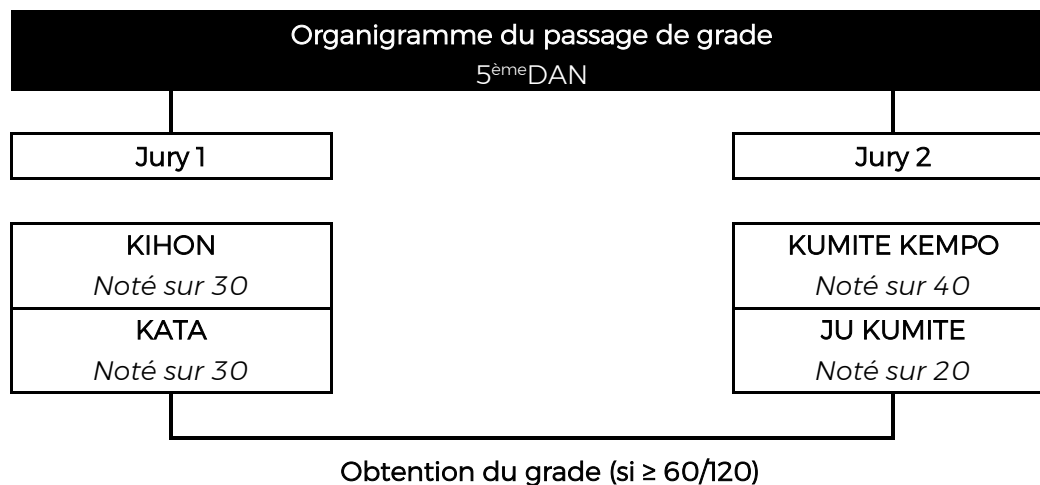 Organigramme du passage de grade
5ème DAN
Jury 1
KIHON
Noté sur 30
KATA
Noté sur 30
Jury 2
KUMITE KEMPO
Noté sur 40
JU KUMITE
Noté sur 20
Obtention du grade (si ≥ 60/120)